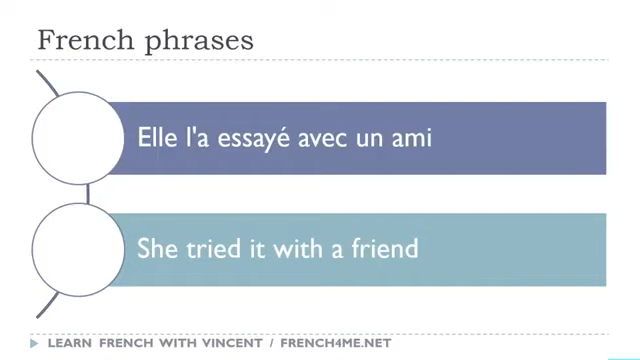 French phrases
Elle l'a essayé avec un ami
She tried it with a friend
LEARN FRENCH WITH VINCENT / FRENCH4ME.NET